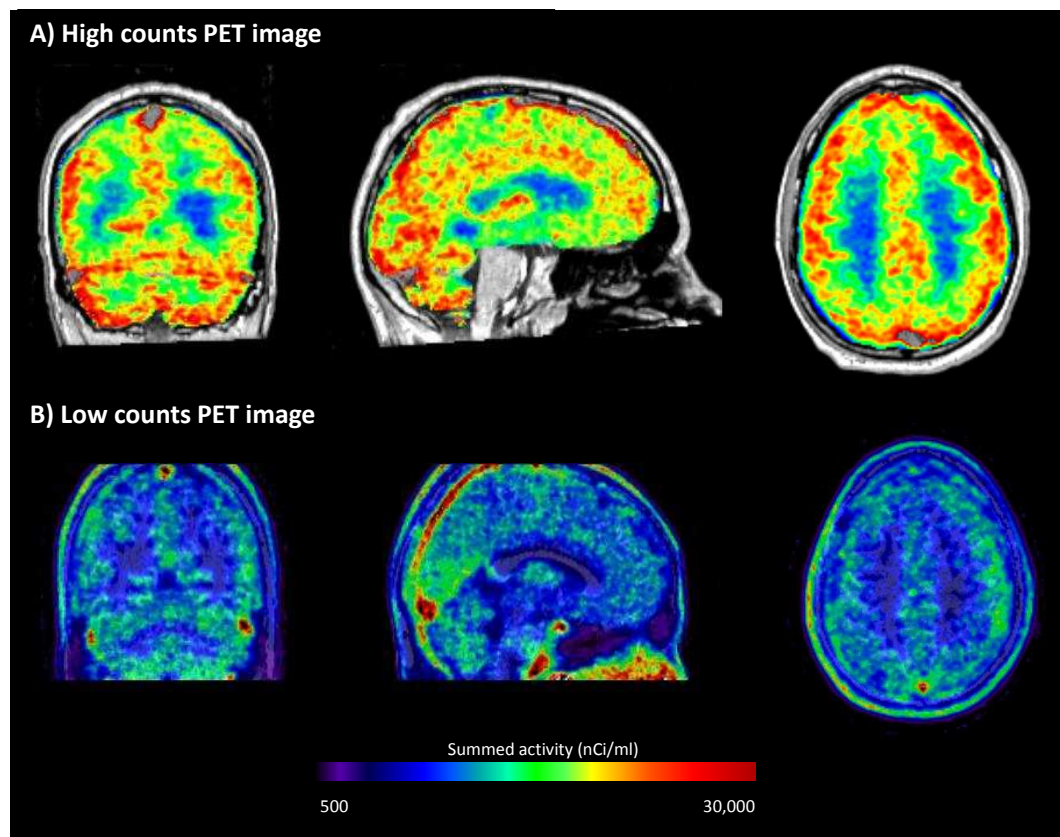 A) High counts PET image
B) Low counts PET image
Summed activity (nCi/ml)
500
30,000